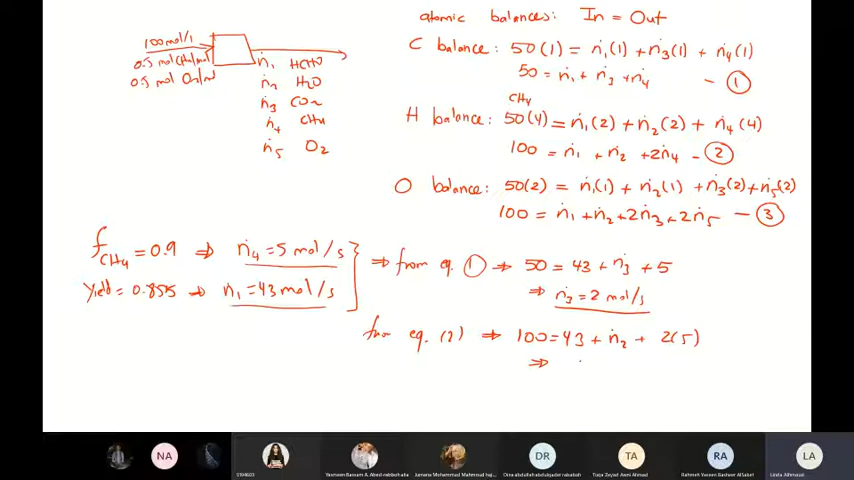 atomic balances: In = Out
100 mol/s
0.5 mol CH4/mol
0.5 mol O2/mol
ṅ1 HCHO
ṅ2 H2O
ṅ3 CO2
ṅ4 CH4
ṅ5 O2
C balance: 50(1) = ṅ1(1) + ṅ3(1) + ṅ4(1)
50 = ṅ1 + ṅ3 + ṅ4 - 1
CH4
H balance: 50(4) = ṅ1(2) + ṅ2(2) + ṅ4(4)
100 = ṅ1 + ṅ2 + 2ṅ4 - 2
O balance: 50(2) = ṅ1(1) + ṅ2(1) + ṅ3(2) + ṅ5(2)
100 = ṅ1 + ṅ2 + 2ṅ3 + 2ṅ5 - 3
fCH4 = 0.9 ⇒ ṅ4 = 5 mol/s
Yield = 0.855 → ṅ1 = 43 mol/s
⇒ from eq. 1 ⇒ 50 = 43 + ṅ3 + 5
⇒ ṅ3 = 2 mol/s
from eq. (2) ⇒ 100 = 43 + ṅ2 + 2(5)
⇒
NA
DR
TA
RA
LA
Linda Alhmoud